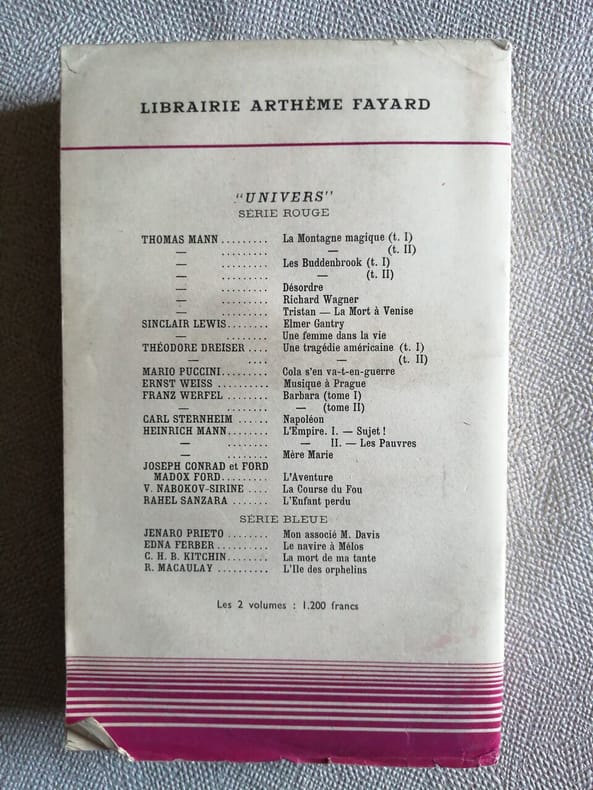 LIBRAIRIE ARTHÈME FAYARD
"UNIVERS"
SÉRIE ROUGE
THOMAS MANN ......... La Montagne magique (t. I)
— ......... — (t. II)
— ......... Les Buddenbrook (t. I)
— ......... — (t. II)
— ......... Désordre
— ......... Richard Wagner
— ......... Tristan — La Mort à Venise
SINCLAIR LEWIS........ Elmer Gantry
— ........ Une femme dans la vie
THÉODORE DREISER .... Une tragédie américaine (t. I)
— ... — (t. II)
MARIO PUCCINI......... Cola s'en va-t-en-guerre
ERNST WEISS .......... Musique à Prague
FRANZ WERFEL ........ Barbara (tome I)
— ........ — (tome II)
CARL STERNHEIM ...... Napoléon
HEINRICH MANN........ L'Empire. I. — Sujet !
— ........ — II. — Les Pauvres
— ........ Mère Marie
JOSEPH CONRAD et FORD
MADOX FORD......... L'Aventure
V. NABOKOV-SIRINE .... La Course du Fou
RAHEL SANZARA ....... L'Enfant perdu
SÉRIE BLEUE
JENARO PRIETO ........ Mon associé M. Davis
EDNA FERBER.......... Le navire à Mélos
C. H. B. KITCHIN....... La mort de ma tante
R. MACAULAY .......... L'Ile des orphelins
Les 2 volumes : 1.200 francs